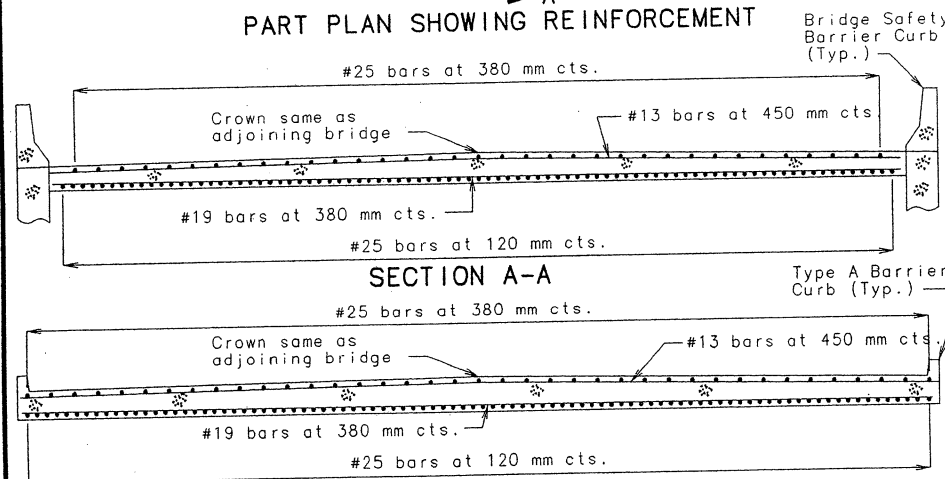 A
PART PLAN SHOWING REINFORCEMENT
Bridge Safety
Barrier Curb
(Typ.)
#25 bars at 380 mm cts.
Crown same as
adjoining bridge
#13 bars at 450 mm cts.
#19 bars at 380 mm cts.
#25 bars at 120 mm cts.
SECTION A-A
Type A Barrier
Curb (Typ.)
#25 bars at 380 mm cts.
Crown same as
adjoining bridge
#13 bars at 450 mm cts.
#19 bars at 380 mm cts.
#25 bars at 120 mm cts.